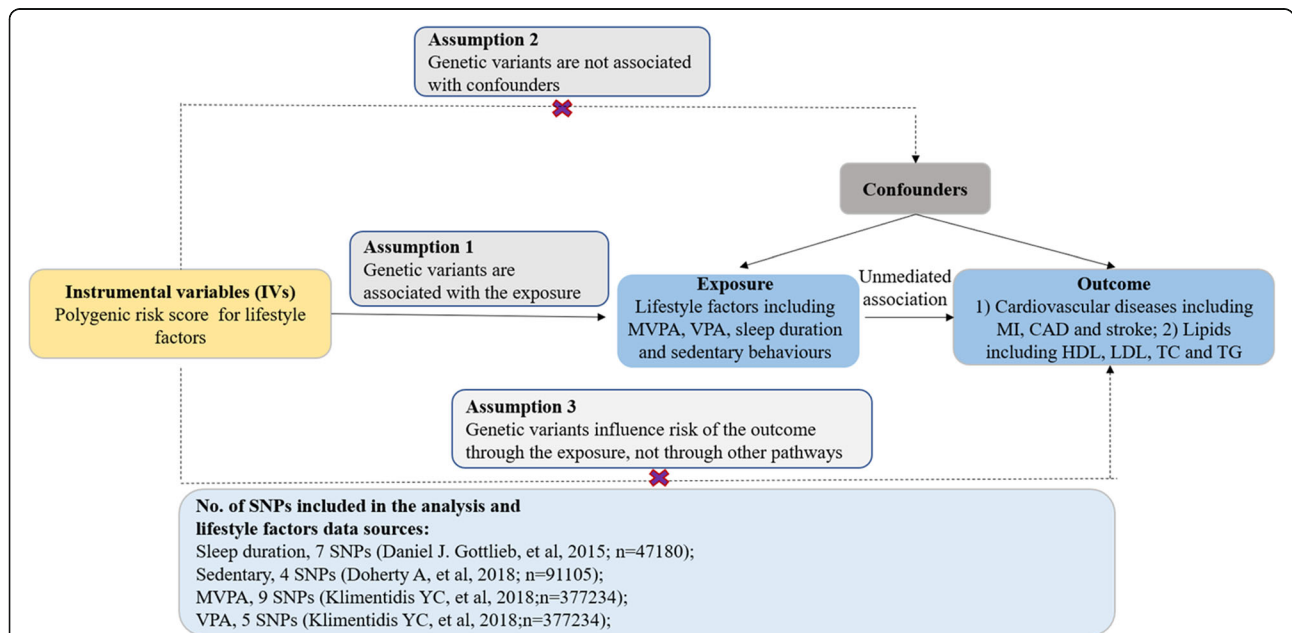 Assumption 2
Genetic variants are not associated
with confounders
Confounders
Assumption 1
Genetic variants are
associated with the exposure
Instrumental variables (IVs)
Polygenic risk score for lifestyle
factors
Exposure
Lifestyle factors including
MVPA, VPA, sleep duration
and sedentary behaviours
Unmediated
association
Outcome
1) Cardiovascular diseases including
MI, CAD and stroke; 2) Lipids
including HDL, LDL, TC and TG
Assumption 3
Genetic variants influence risk of the outcome
through the exposure, not through other pathways
No. of SNPs included in the analysis and
lifestyle factors data sources:
Sleep duration, 7 SNPs (Daniel J. Gottlieb, et al, 2015; n=47180);
Sedentary, 4 SNPs (Doherty A, et al, 2018; n=91105);
MVPA, 9 SNPs (Klimentidis YC, et al, 2018;n=377234);
VPA, 5 SNPs (Klimentidis YC, et al, 2018;n=377234);